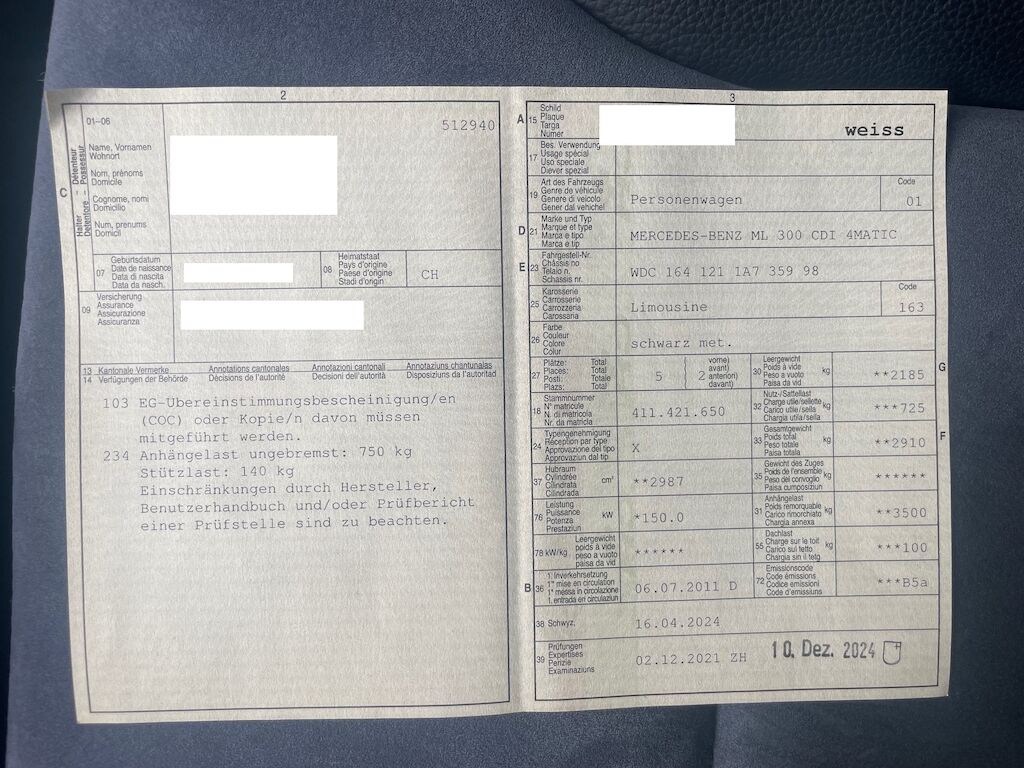 2
01–06
512940
C
Halter Détenteur
Detentore Possessur
Name, Vornamen
Wohnort
Nom, prénoms
Domicile
Cognome, nomi
Domicilio
Num, prenums
Domicil
07
Geburtsdatum
Date de naissance
Data di nascita
Data da nasch.
08
Heimatstaat
Pays d'origine
Paese d'origine
Stadi d'origin
CH
09
Versicherung
Assurance
Assicurazione
Assicuranza
13 Kantonale Vermerke Annotations cantonales Annotazioni cantonali Annotaziuns chantunalas
14 Verfügungen der Behörde Décisions de l'autorité Decisioni dell'autorità Disposiziuns da l'autoritad
103 EG-Übereinstimmungsbescheinigung/en
(COC) oder Kopie/n davon müssen
mitgeführt werden.
234 Anhängelast ungebremst: 750 kg
Stützlast: 140 kg
Einschränkungen durch Hersteller,
Benutzerhandbuch und/oder Prüfbericht
einer Prüfstelle sind zu beachten.
3
A 15
Schild
Plaque
Targa
Numer
weiss
17
Bes. Verwendung
Usage spécial
Uso speciale
Diever spezial
19
Art des Fahrzeugs
Genre de véhicule
Genere di veicolo
Gener dal vehichel
Personenwagen
Code
01
D 21
Marke und Typ
Marque et type
Marca e tipo
Marca e tip
MERCEDES-BENZ ML 300 CDI 4MATIC
E 23
Fahrgestell-Nr.
Châssis no
Telaio n.
Schassis nr.
WDC 164 121 1A7 359 98
25
Karosserie
Carrosserie
Carrozzeria
Carossaria
Limousine
Code
163
26
Farbe
Couleur
Colore
Colur
schwarz met.
27
Plätze: Total
Places: Total
Posti: Totale
Plazs: Total
5 ( 2
vorne)
avant)
anteriori)
davant)
30
Leergewicht
Poids à vide
Peso a vuoto
Paisa da vid
kg
**2185
G
18
Stammnummer
N° matricule
N. di matricola
Nr. da matricla
411.421.650
32
Nutz-/Sattellast
Charge utile/sellette
Carico utile/sella
Chargia utila/sella
kg
***725
24
Typengenehmigung
Réception par type
Approvazione del tipo
Approvaziun dal tip
X
33
Gesamtgewicht
Poids total
Peso totale
Paisa totala
kg
**2910
F
37
Hubraum
Cylindrée
Cilindrata
Cilindrada
cm³
**2987
35
Gewicht des Zuges
Poids de l'ensemble
Peso del convoglio
Paisa cumposiziun
kg
******
76
Leistung
Puissance
Potenza
Prestaziun
kW
*150.0
31
Anhängelast
Poids remorquable
Carico rimorchiato
Chargia annexa
kg
**3500
78 kW/kg
Leergewicht
poids à vide
peso a vuoto
paisa da vid
******
55
Dachlast
Charge sur le toit
Carico sul tetto
Chargia sin il tetg
kg
***100
B 36
1. Inverkehrsetzung
1re mise en circulation
1a messa in circolazione
1. entrada en circulaziun
06.07.2011 D
72
Emissionscode
Code émissions
Codice emissioni
Code d'emissiuns
***B5a
38 Schwyz,
16.04.2024
39
Prüfungen
Expertises
Perizie
Examinaziuns
02.12.2021 ZH
10. Dez. 2024